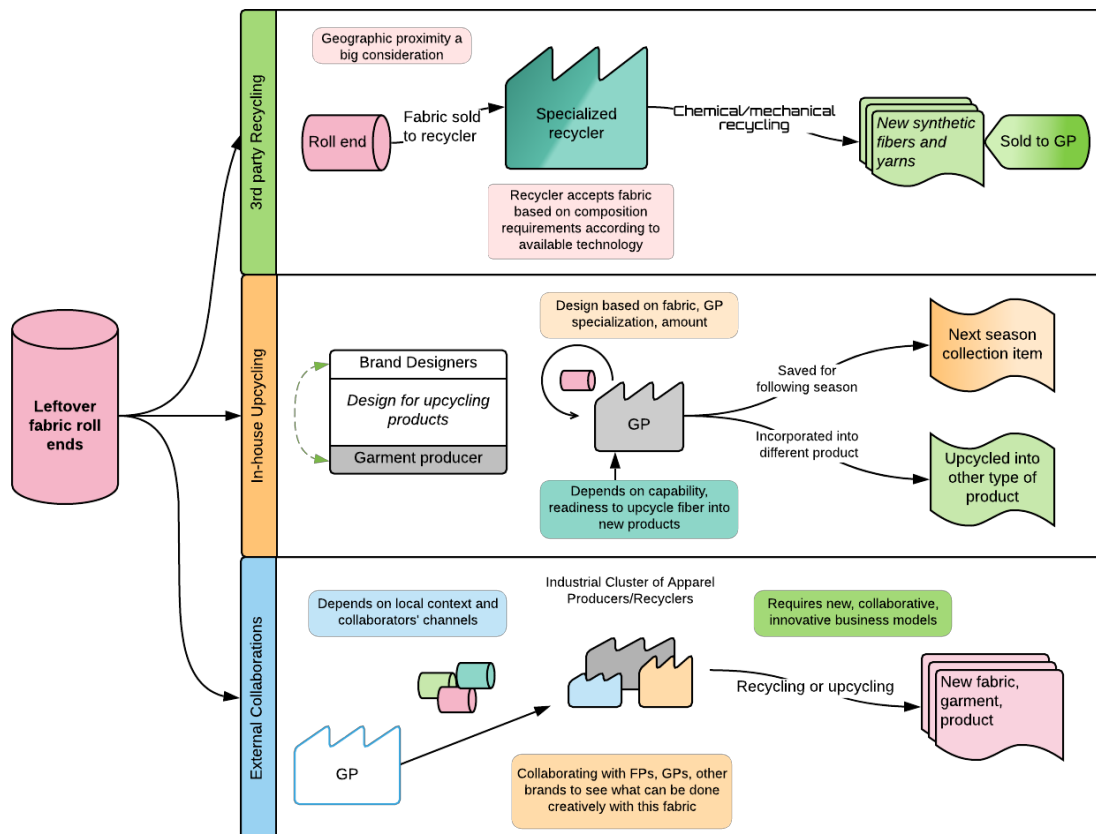 Leftover
fabric roll
ends
3rd party Recycling
Geographic proximity a
big consideration
Roll end
Fabric sold
to recycler
Specialized
recycler
Chemical/mechanical
recycling
New synthetic
fibers and
yarns
Sold to GP
Recycler accepts fabric
based on composition
requirements according to
available technology
In-house Upcycling
Brand Designers
Design for upcycling
products
Garment producer
Design based on fabric, GP
specialization, amount
GP
Depends on capability,
readiness to upcycle fiber into
new products
Saved for
following season
Next season
collection item
Incorporated into
different product
Upcycled into
other type of
product
External Collaborations
Depends on local context and
collaborators' channels
GP
Industrial Cluster of Apparel
Producers/Recyclers
Collaborating with FPs, GPs, other
brands to see what can be done
creatively with this fabric
Requires new, collaborative,
innovative business models
Recycling or upcycling
New fabric,
garment,
product